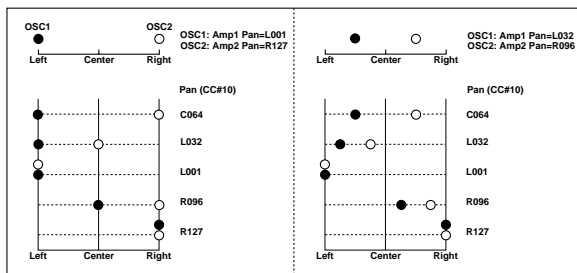 OSC1 OSC2
OSC1: Amp1 Pan=L001
OSC2: Amp2 Pan=R127
Left Center Right
Pan (CC#10)
C064
L032
L001
R096
R127
Left Center Right
OSC1: Amp1 Pan=L032
OSC2: Amp2 Pan=R096
Left Center Right
Pan (CC#10)
C064
L032
L001
R096
R127
Left Center Right